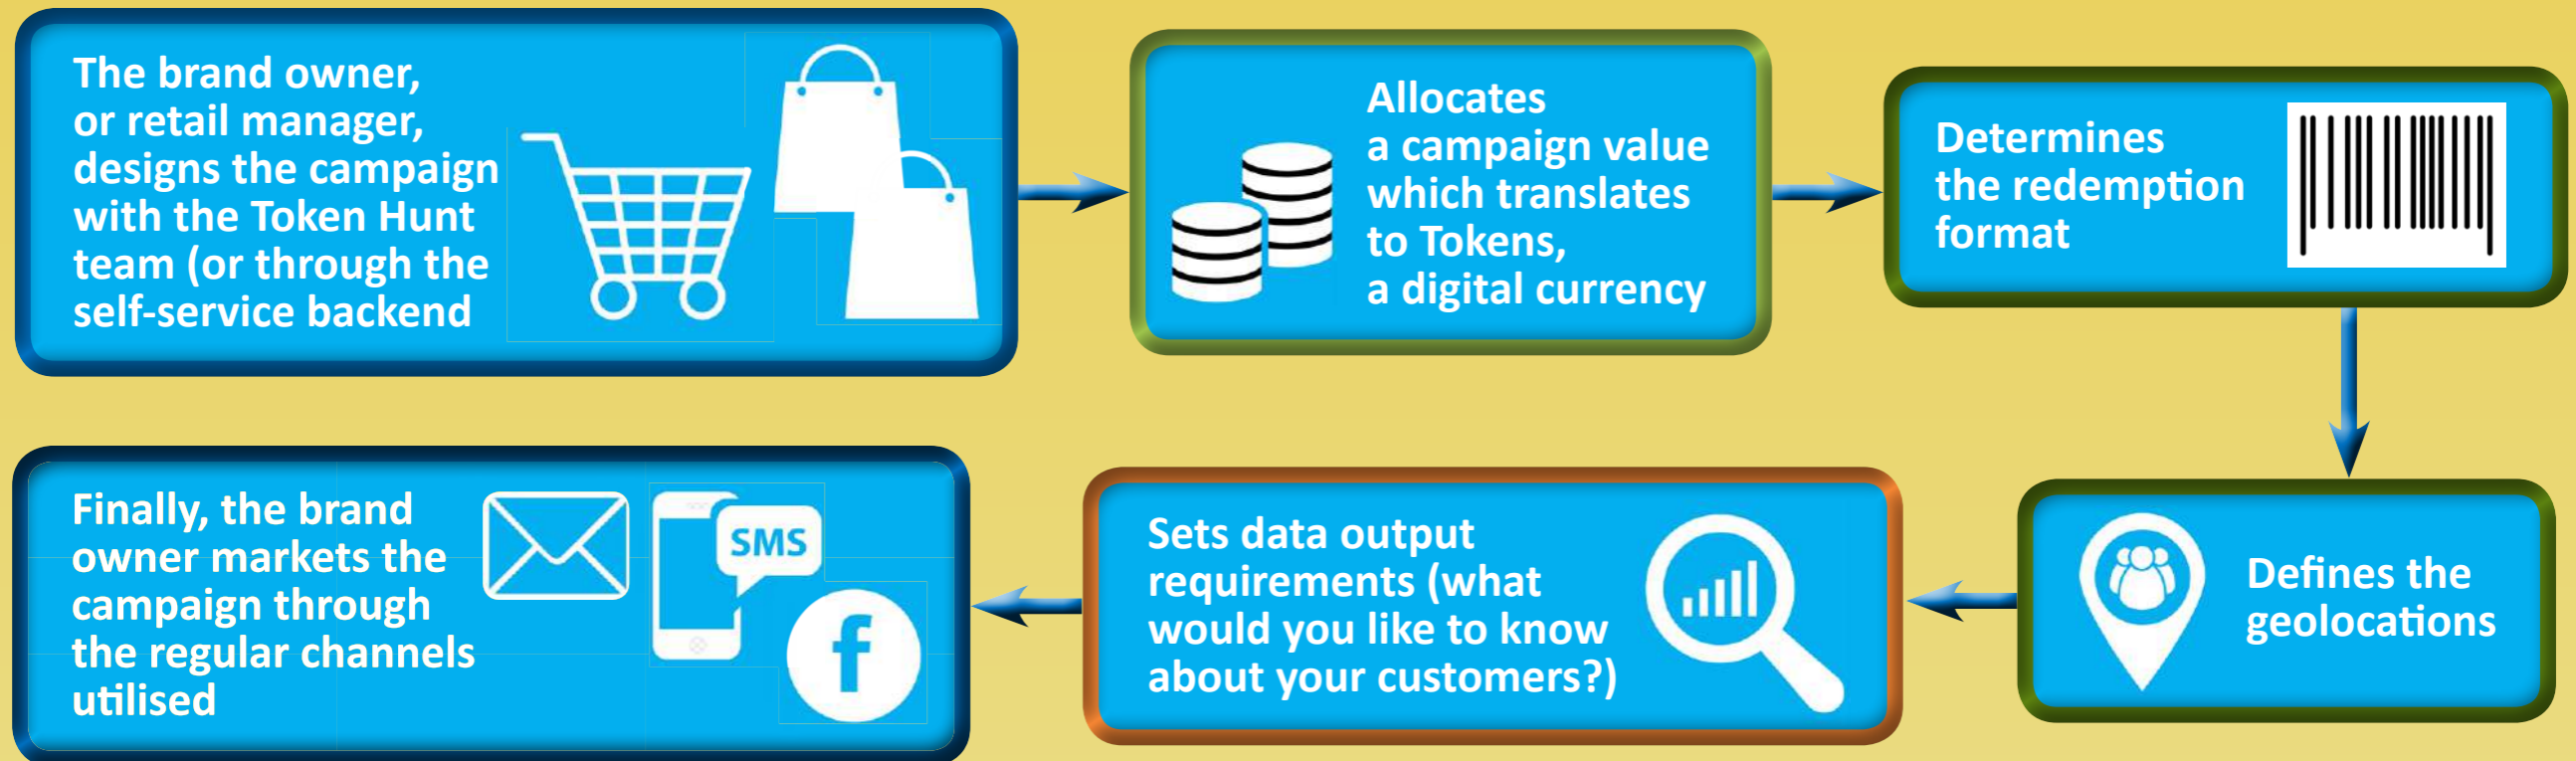 The brand owner,
or retail manager,
designs the campaign
with the Token Hunt
team (or through the
self-service backend
Allocates
a campaign value
which translates
to Tokens,
a digital currency
Determines
the redemption
format
Defines the
geolocations
Sets data output
requirements (what
would you like to know
about your customers?)
Finally, the brand
owner markets the
campaign through
the regular channels
utilised
SMS
f